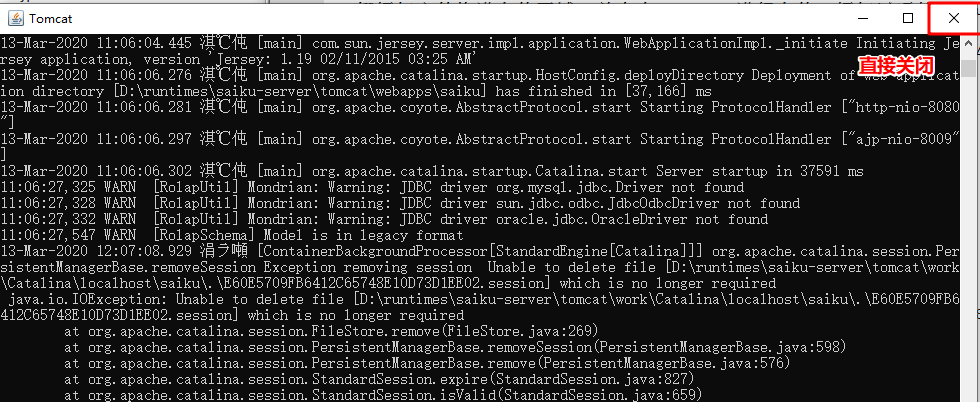 Tomcat
13-Mar-2020 11:06:04.445 淇℃伅 [main] com.sun.jersey.server.impl.application.WebApplicationImpl._initiate Initiating Jer
sey application, version 'Jersey: 1.19 02/11/2015 03:25 AM'
直接关闭
13-Mar-2020 11:06:06.276 淇℃伅 [main] org.apache.catalina.startup.HostConfig.deployDirectory Deployment of web applicat
ion directory [D:\runtimes\saiku-server\tomcat\webapps\saiku] has finished in [37,166] ms
13-Mar-2020 11:06:06.281 淇℃伅 [main] org.apache.coyote.AbstractProtocol.start Starting ProtocolHandler ["http-nio-8080
"]
13-Mar-2020 11:06:06.297 淇℃伅 [main] org.apache.coyote.AbstractProtocol.start Starting ProtocolHandler ["ajp-nio-8009"
]
13-Mar-2020 11:06:06.302 淇℃伅 [main] org.apache.catalina.startup.Catalina.start Server startup in 37591 ms
11:06:27,325 WARN  [RolapUtil] Mondrian: Warning: JDBC driver org.mysql.jdbc.Driver not found
11:06:27,328 WARN  [RolapUtil] Mondrian: Warning: JDBC driver sun.jdbc.odbc.JdbcOdbcDriver not found
11:06:27,332 WARN  [RolapUtil] Mondrian: Warning: JDBC driver oracle.jdbc.OracleDriver not found
11:06:27,547 WARN  [RolapSchema] Model is in legacy format
13-Mar-2020 12:07:08.929 涓ラ噸 [ContainerBackgroundProcessor[StandardEngine[Catalina]]] org.apache.catalina.session.Per
sistentManagerBase.removeSession Exception removing session  Unable to delete file [D:\runtimes\saiku-server\tomcat\work
\Catalina\localhost\saiku\.\E60E5709FB6412C65748E10D73D1EE02.session] which is no longer required
 java.io.IOException: Unable to delete file [D:\runtimes\saiku-server\tomcat\work\Catalina\localhost\saiku\.\E60E5709FB6
412C65748E10D73D1EE02.session] which is no longer required
at org.apache.catalina.session.FileStore.remove(FileStore.java:269)
at org.apache.catalina.session.PersistentManagerBase.removeSession(PersistentManagerBase.java:598)
at org.apache.catalina.session.PersistentManagerBase.remove(PersistentManagerBase.java:576)
at org.apache.catalina.session.StandardSession.expire(StandardSession.java:827)
at org.apache.catalina.session.StandardSession.isValid(StandardSession.java:659)